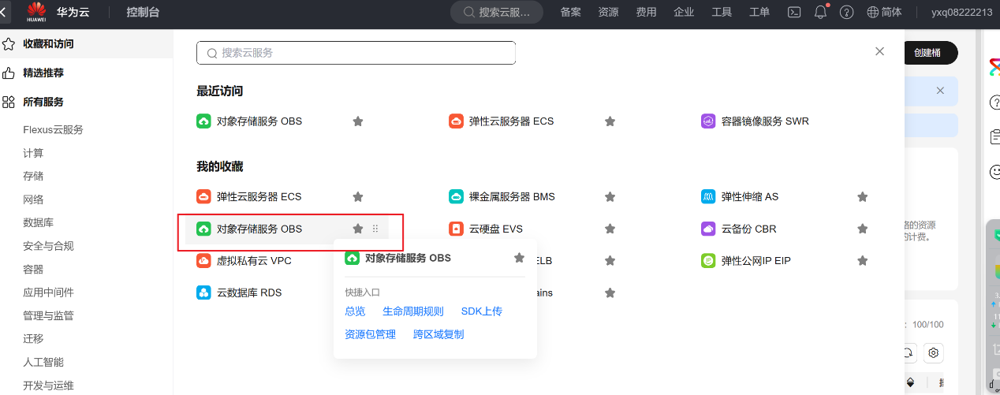 HUAWEI 华为云 控制台 搜索云服... 备案 资源 费用 企业 工具 工单 简体 yxq08222213
收藏和访问
精选推荐
所有服务
Flexus云服务
计算
存储
网络
数据库
安全与合规
容器
应用中间件
管理与监管
迁移
人工智能
开发与运维
搜索云服务
最近访问
对象存储服务 OBS 弹性云服务器 ECS 容器镜像服务 SWR
我的收藏
弹性云服务器 ECS 裸金属服务器 BMS 弹性伸缩 AS
对象存储服务 OBS 云硬盘 EVS 云备份 CBR
虚拟私有云 VPC ELB 弹性公网IP EIP
云数据库 RDS ains
对象存储服务 OBS
快捷入口
总览 生命周期规则 SDK上传
资源包管理 跨区域复制
创建桶
的资源
的计费。
: 100/100